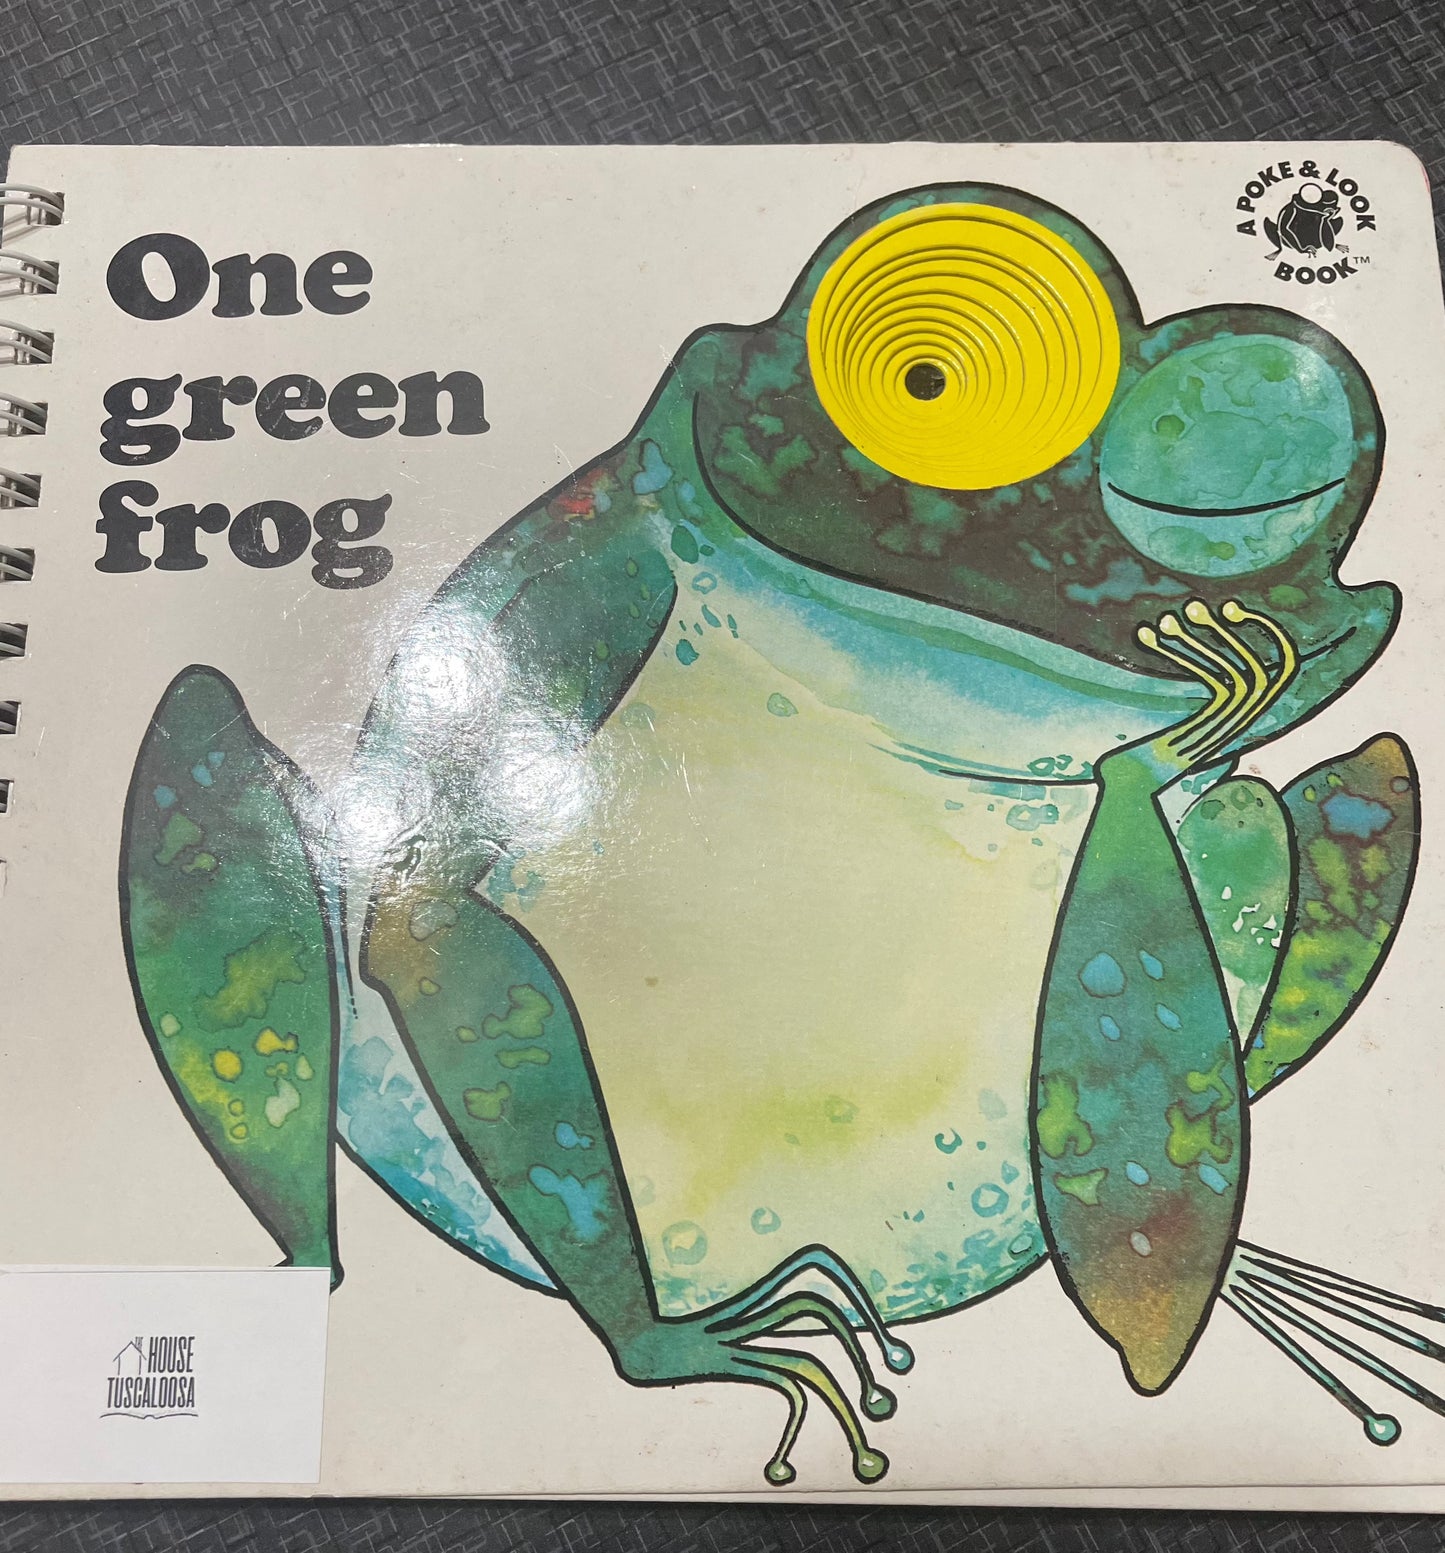 One
green
frog
A POKE & LOOK
BOOK™
THE
HOUSE
TUSCALOOSA